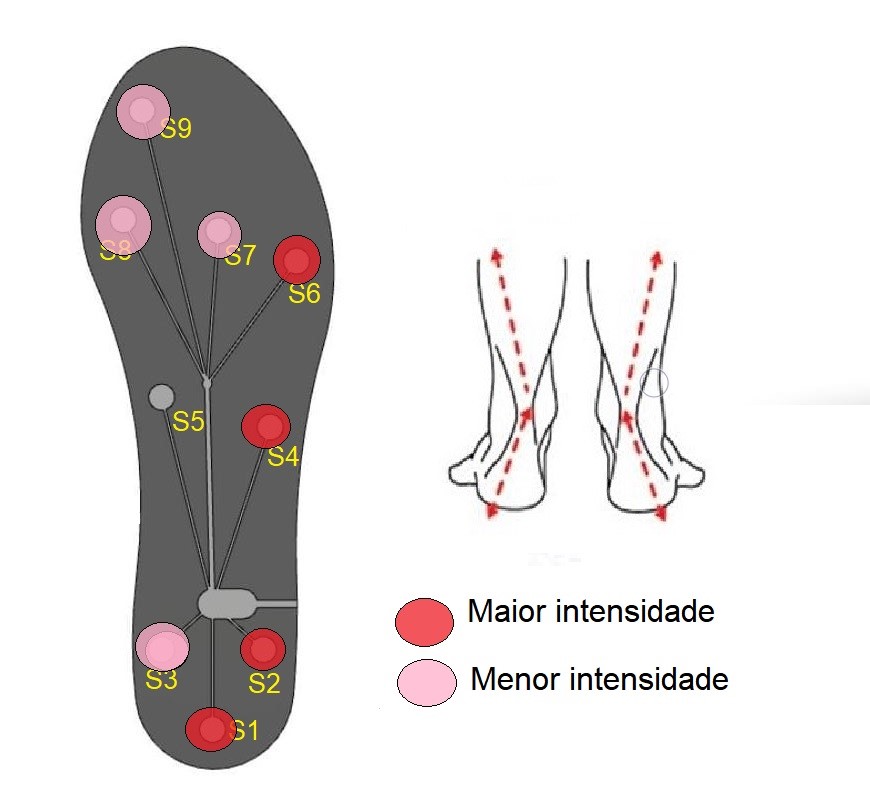 S9
S8
S7
S6
S5
S4
S3
S2
S1
Maior intensidade
Menor intensidade